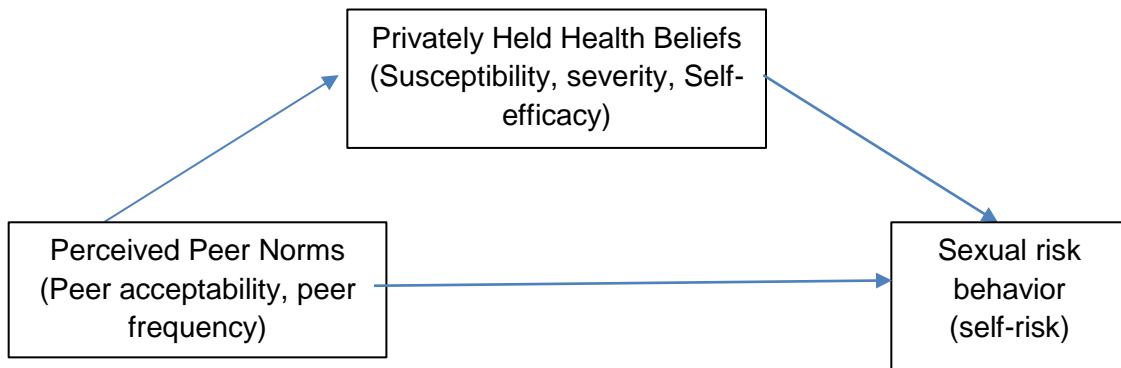 Privately Held Health Beliefs
(Susceptibility, severity, Self-
efficacy)
Perceived Peer Norms
(Peer acceptability, peer
frequency)
Sexual risk
behavior
(self-risk)